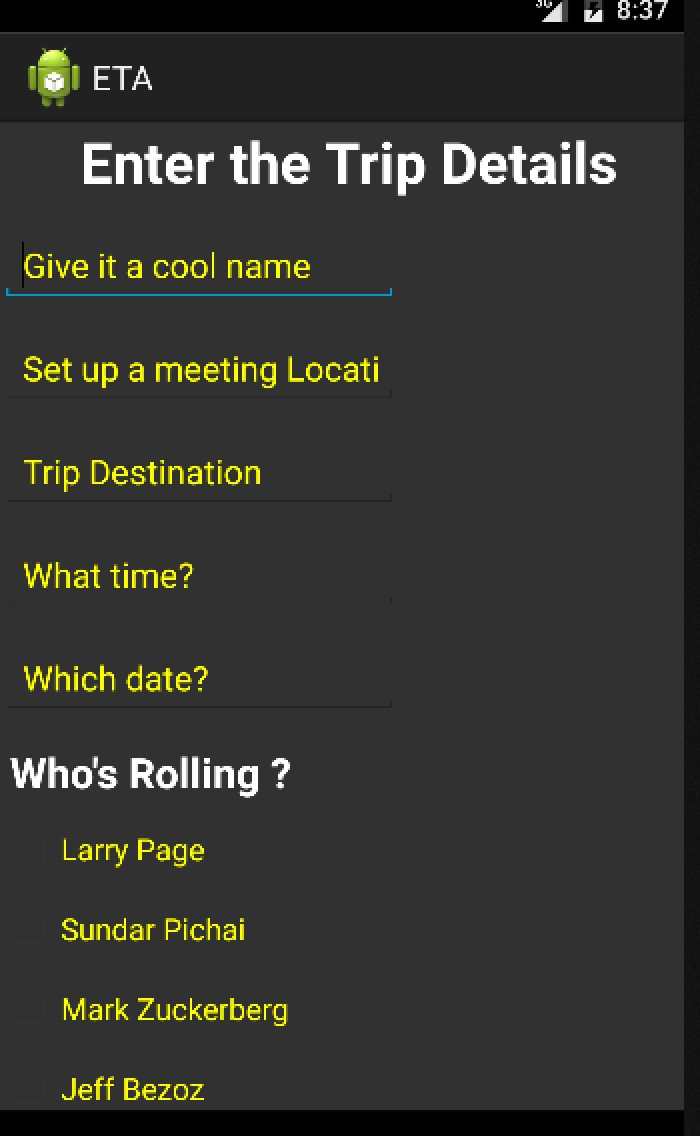 3G 8:37
ETA
Enter the Trip Details
Give it a cool name
Set up a meeting Locati
Trip Destination
What time?
Which date?
Who's Rolling ?
Larry Page
Sundar Pichai
Mark Zuckerberg
Jeff Bezoz